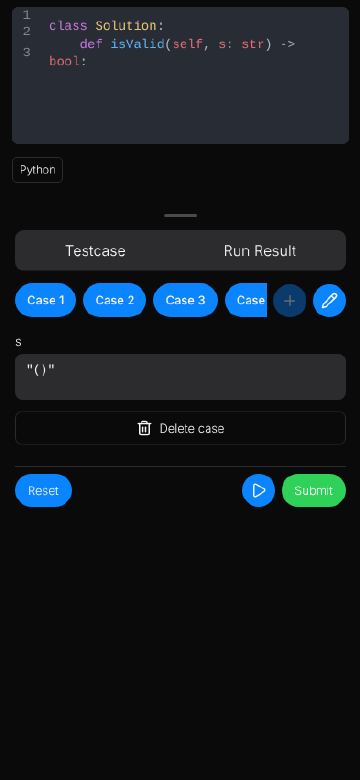 1
class Solution:
2
def isValid(self, s: str) ->
3
bool:
Python
Testcase Run Result
Case 1 Case 2 Case 3 Case
s
"()"
Delete case
Reset Submit